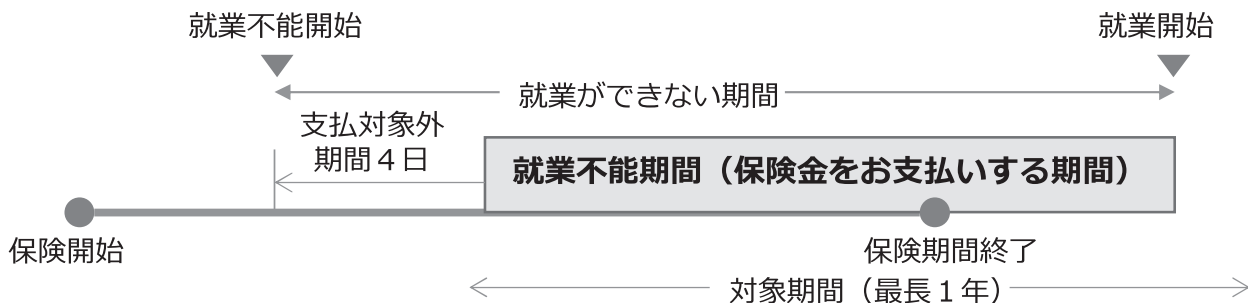 就業不能開始
就業開始
就業ができない期間
支払対象外
期間４日
就業不能期間（保険金をお支払いする期間）
保険開始
保険期間終了
対象期間（最長１年）